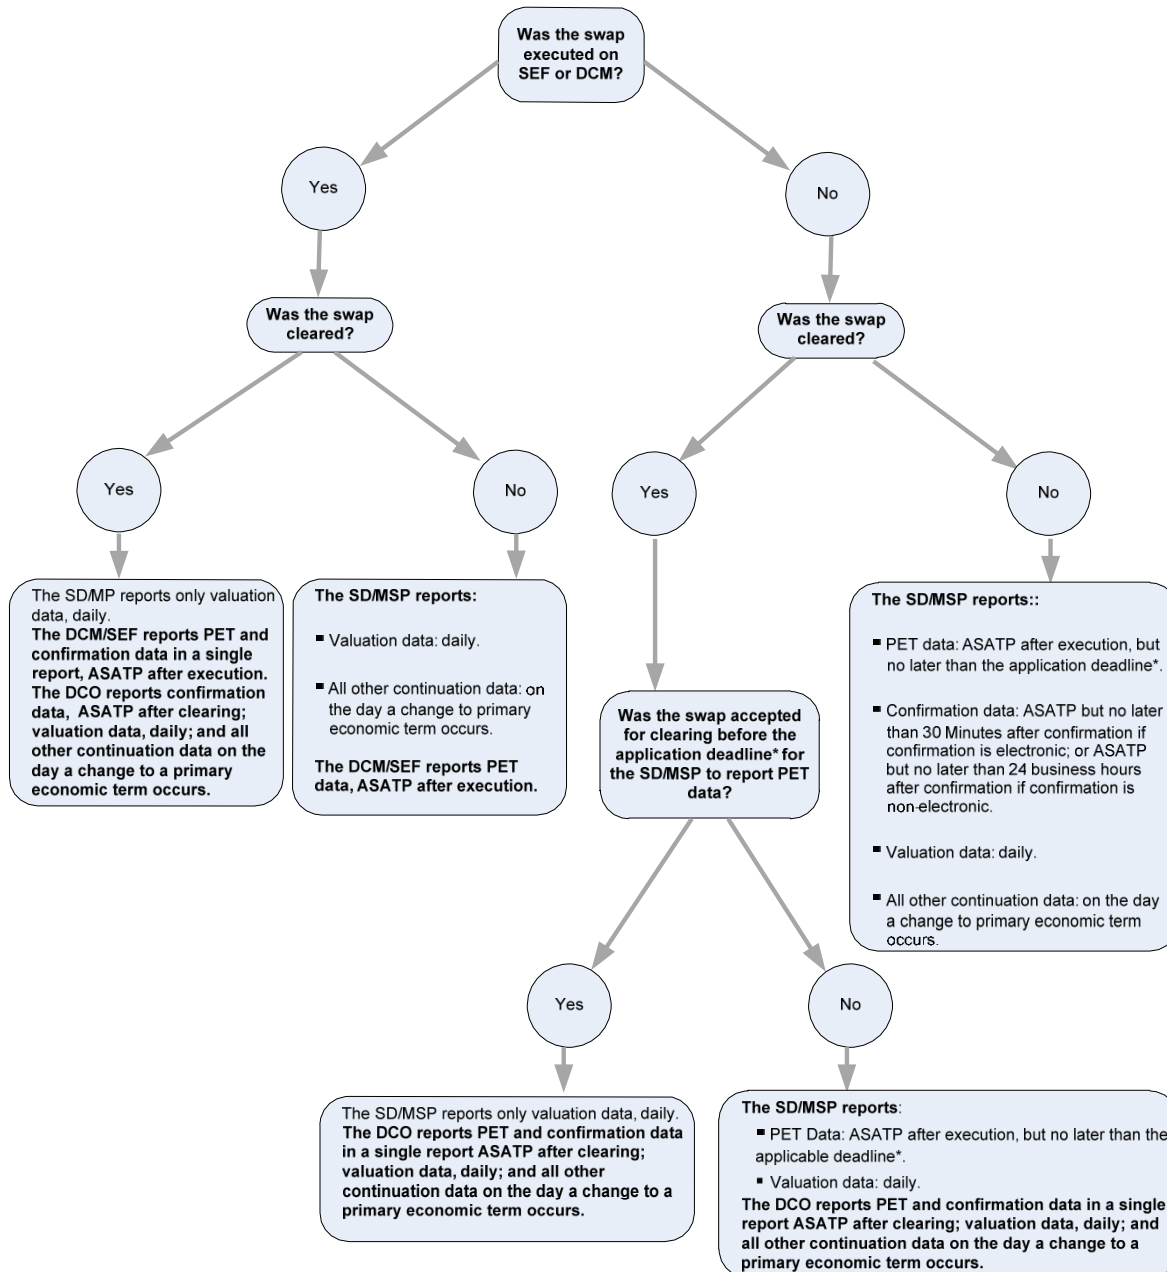 Was the swap
executed on
SEF or DCM?
Yes
No
Was the swap
cleared?
Was the swap
cleared?
Yes
No
Yes
No
The SD/MP reports only valuation
data, daily.
The DCM/SEF reports PET and
confirmation data in a single
report, ASATP after execution.
The DCO reports confirmation
data, ASATP after clearing;
valuation data, daily; and all
other continuation data on the
day a change to a primary
economic term occurs.
The SD/MSP reports:
▪ Valuation data: daily.
▪ All other continuation data: on
the day a change to primary
economic term occurs.
The DCM/SEF reports PET
data, ASATP after execution.
Was the swap accepted
for clearing before the
application deadline* for
the SD/MSP to report PET
data?
The SD/MSP reports::
▪ PET data: ASATP after execution, but
no later than the application deadline*.
▪ Confirmation data: ASATP but no later
than 30 Minutes after confirmation if
confirmation is electronic; or ASATP
but no later than 24 business hours
after confirmation if confirmation is
non-electronic.
▪ Valuation data: daily.
▪ All other continuation data: on the day
a change to primary economic term
occurs.
Yes
No
The SD/MSP reports only valuation data, daily.
The DCO reports PET and confirmation data
in a single report ASATP after clearing;
valuation data, daily; and all other
continuation data on the day a change to a
primary economic term occurs.
The SD/MSP reports:
▪ PET Data: ASATP after execution, but no later than the
applicable deadline*.
▪ Valuation data: daily.
The DCO reports PET and confirmation data in a single
report ASATP after clearing; valuation data, daily; and
all other continuation data on the day a change to a
primary economic term occurs.